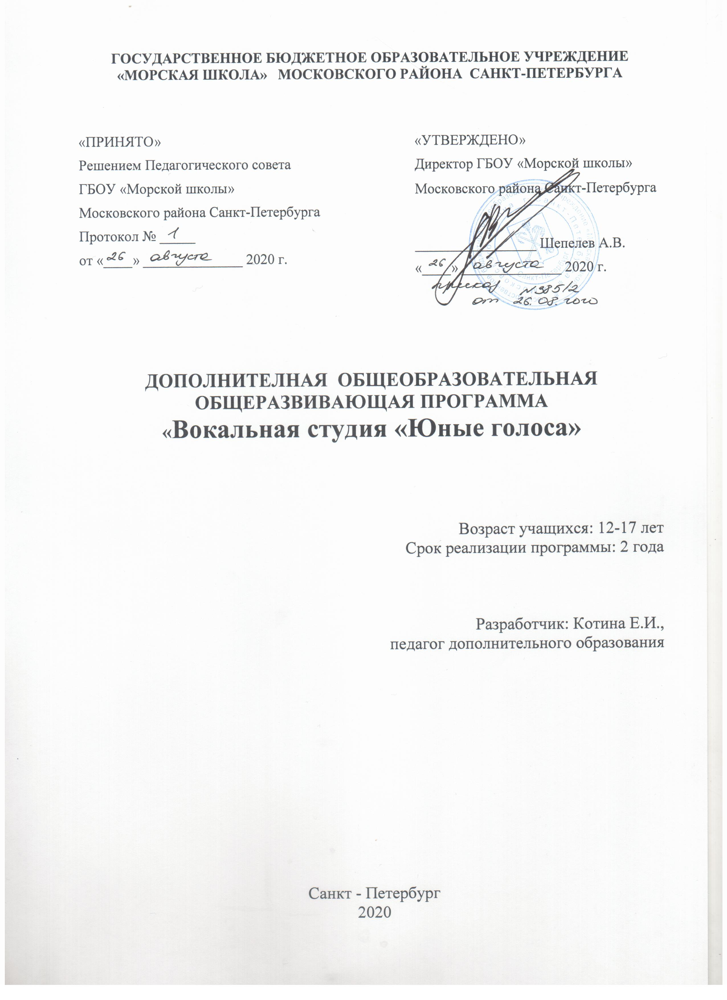 ГОСУДАРСТВЕННОЕ БЮДЖЕТНОЕ ОБРАЗОВАТЕЛЬНОЕ УЧРЕЖДЕНИЕ
«МОРСКАЯ ШКОЛА» МОСКОВСКОГО РАЙОНА САНКТ-ПЕТЕРБУРГА
«ПРИНЯТО»
Решением Педагогического совета
ГБОУ «Морской школы»
Московского района Санкт-Петербурга
Протокол № 1
от «26» августа 2020 г.
«УТВЕРЖДЕНО»
Директор ГБОУ «Морской школы»
Московского района Санкт-Петербурга
Шепелев А.В.
«26» августа 2020 г.
приказ N 385/2
от 26.08.2020
ДОПОЛНИТЕЛНАЯ ОБЩЕОБРАЗОВАТЕЛЬНАЯ
ОБЩЕРАЗВИВАЮЩАЯ ПРОГРАММА
«Вокальная студия «Юные голоса»
Возраст учащихся: 12-17 лет
Срок реализации программы: 2 года
Разработчик: Котина Е.И.,
педагог дополнительного образования
Санкт - Петербург
2020